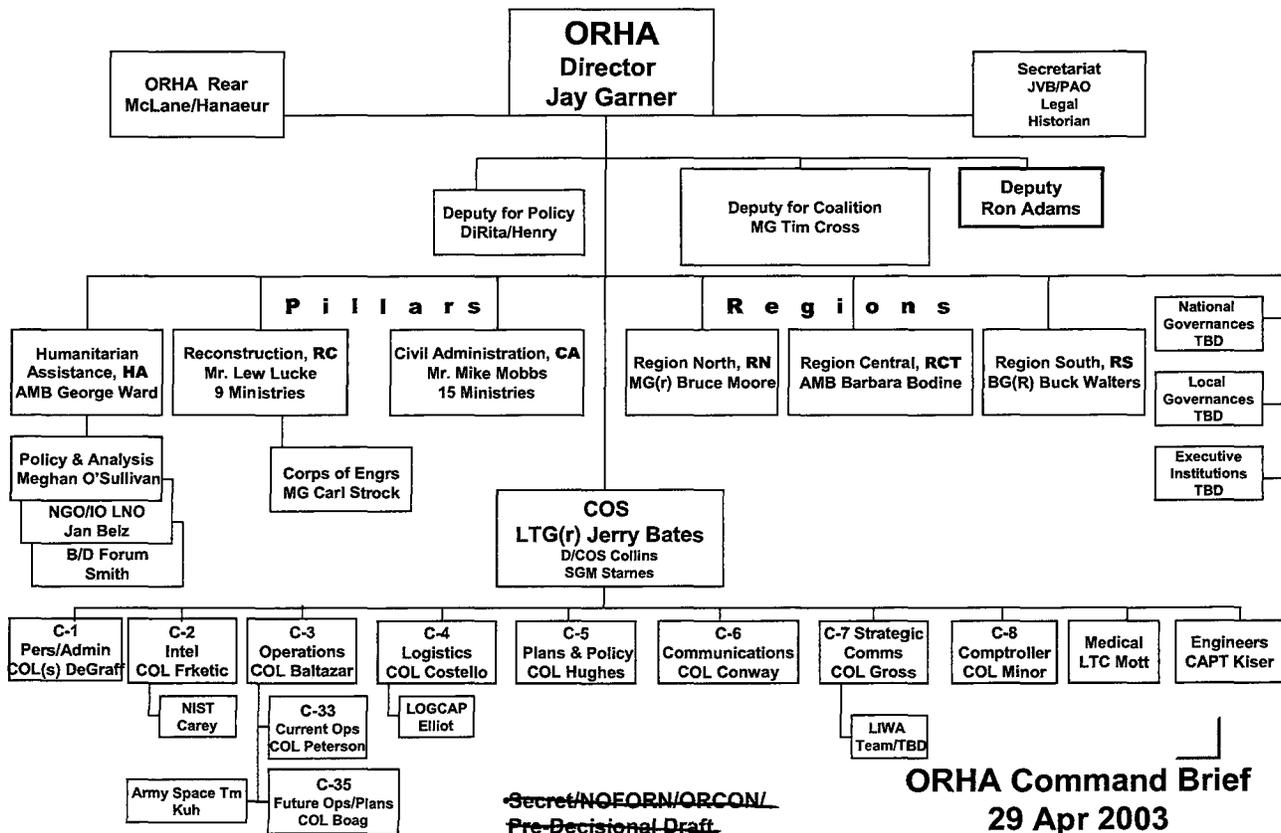 ORHA
Director
Jay Garner
ORHA Rear
McLane/Hanaeur
Secretariat
JVB/PAO
Legal
Historian
Deputy for Policy
DiRita/Henry
Deputy for Coalition
MG Tim Cross
Deputy
Ron Adams
Pillars
Regions
Humanitarian
Assistance, HA
AMB George Ward
Reconstruction, RC
Mr. Lew Lucke
9 Ministries
Civil Administration, CA
Mr. Mike Mobbs
15 Ministries
Region North, RN
MG(r) Bruce Moore
Region Central, RCT
AMB Barbara Bodine
Region South, RS
BG(R) Buck Walters
National
Governances
TBD
Local
Governances
TBD
Executive
Institutions
TBD
Policy & Analysis
Meghan O'Sullivan
NGO/IO LNO
Jan Belz
B/D Forum
Smith
Corps of Engrs
MG Carl Strock
COS
LTG(r) Jerry Bates
D/COS Collins
SGM Starnes
C-1
Pers/Admin
COL(s) DeGraff
C-2
Intel
COL Frketic
C-3
Operations
COL Baltazar
C-4
Logistics
COL Costello
C-5
Plans & Policy
COL Hughes
C-6
Communications
COL Conway
C-7 Strategic
Comms
COL Gross
C-8
Comptroller
COL Minor
Medical
LTC Mott
Engineers
CAPT Kiser
NIST
Carey
C-33
Current Ops
COL Peterson
LOGCAP
Elliot
LIWA
Team/TBD
Army Space Tm
Kuh
C-35
Future Ops/Plans
COL Boag
Secret/NOFORN/ORCON/
Pre-Decisional Draft
ORHA Command Brief
29 Apr 2003